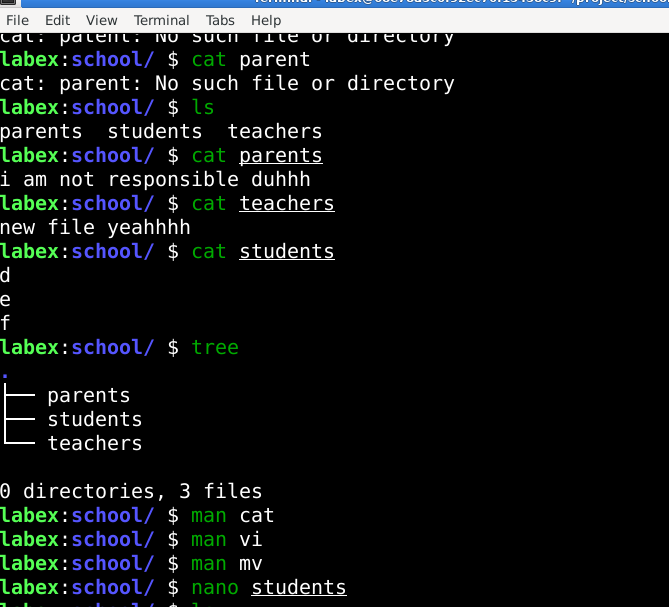 File Edit View Terminal Tabs Help
cat: patent: No such file or directory
labex:school/ $ cat parent
cat: parent: No such file or directory
labex:school/ $ ls
parents  students  teachers
labex:school/ $ cat parents
i am not responsible duhhh
labex:school/ $ cat teachers
new file yeahhhh
labex:school/ $ cat students
d
e
f
labex:school/ $ tree
.
├── parents
├── students
└── teachers
0 directories, 3 files
labex:school/ $ man cat
labex:school/ $ man vi
labex:school/ $ man mv
labex:school/ $ nano students